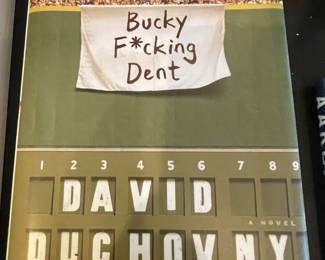 Bucky
F*cking
Dent
1 2 3 4 5 6 7 8 9
DAVID
A NOVEL
DUCHOVNY